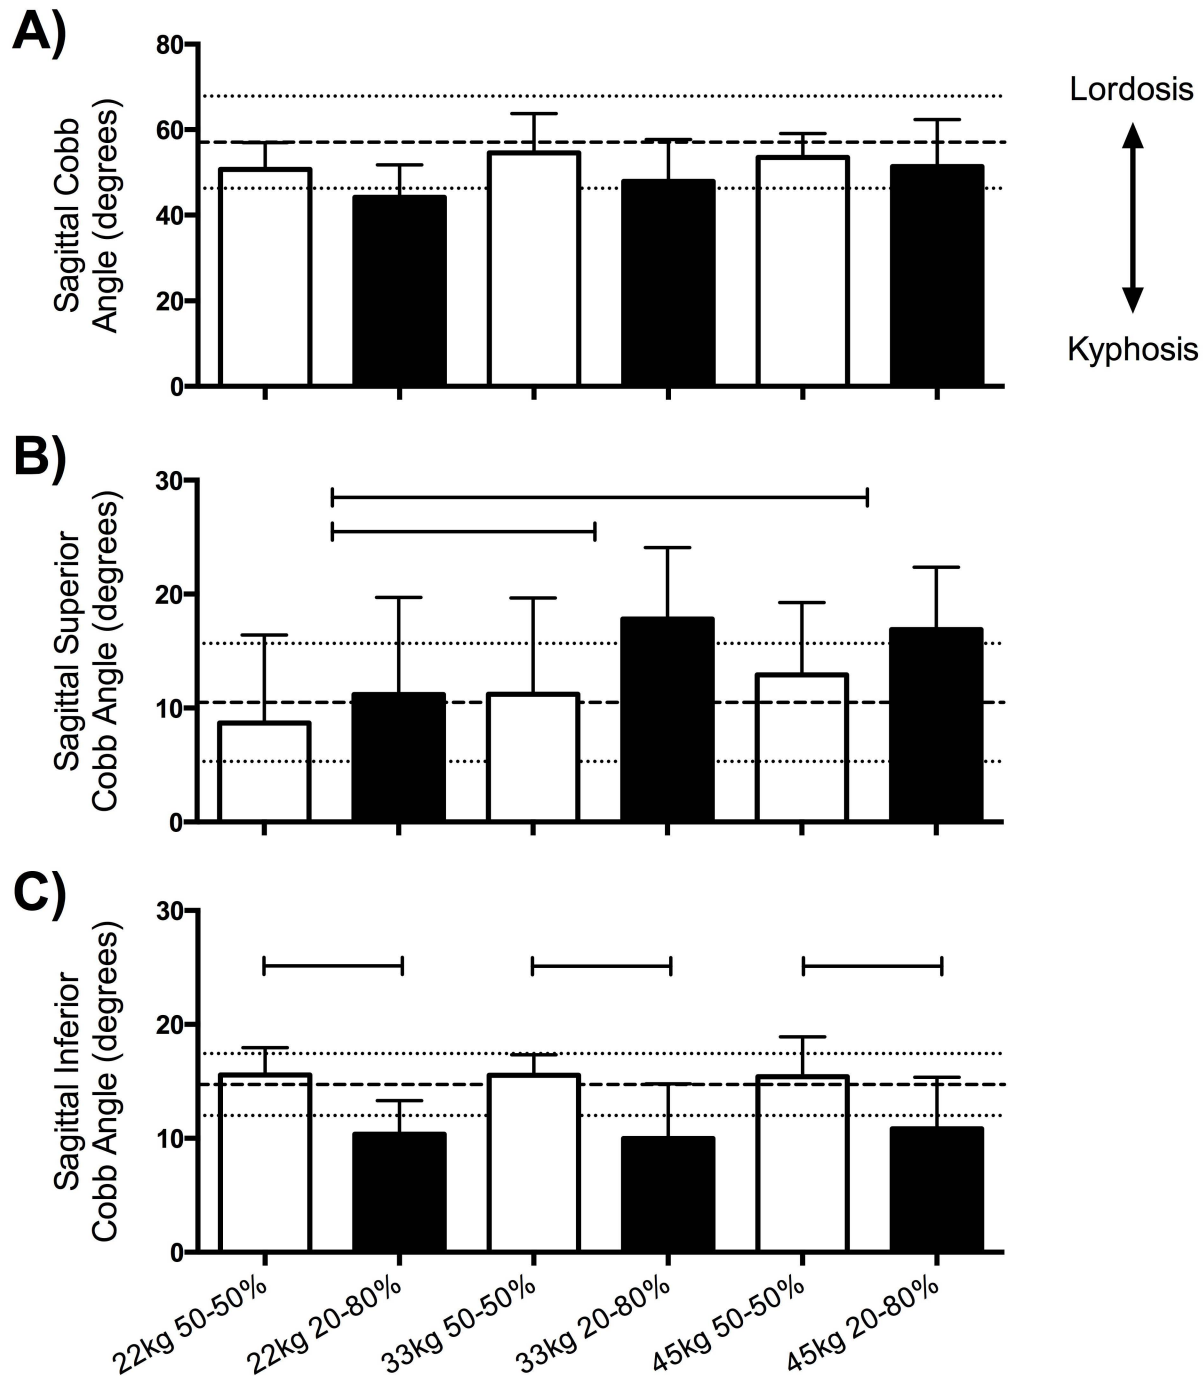 A)
Sagittal Cobb
Angle (degrees)
80
60
40
20
0
Lordosis
Kyphosis
B)
Sagittal Superior
Cobb Angle (degrees)
30
20
10
0
C)
Sagittal Inferior
Cobb Angle (degrees)
30
20
10
0
22kg 50-50%
22kg 20-80%
33kg 50-50%
33kg 20-80%
45kg 50-50%
45kg 20-80%